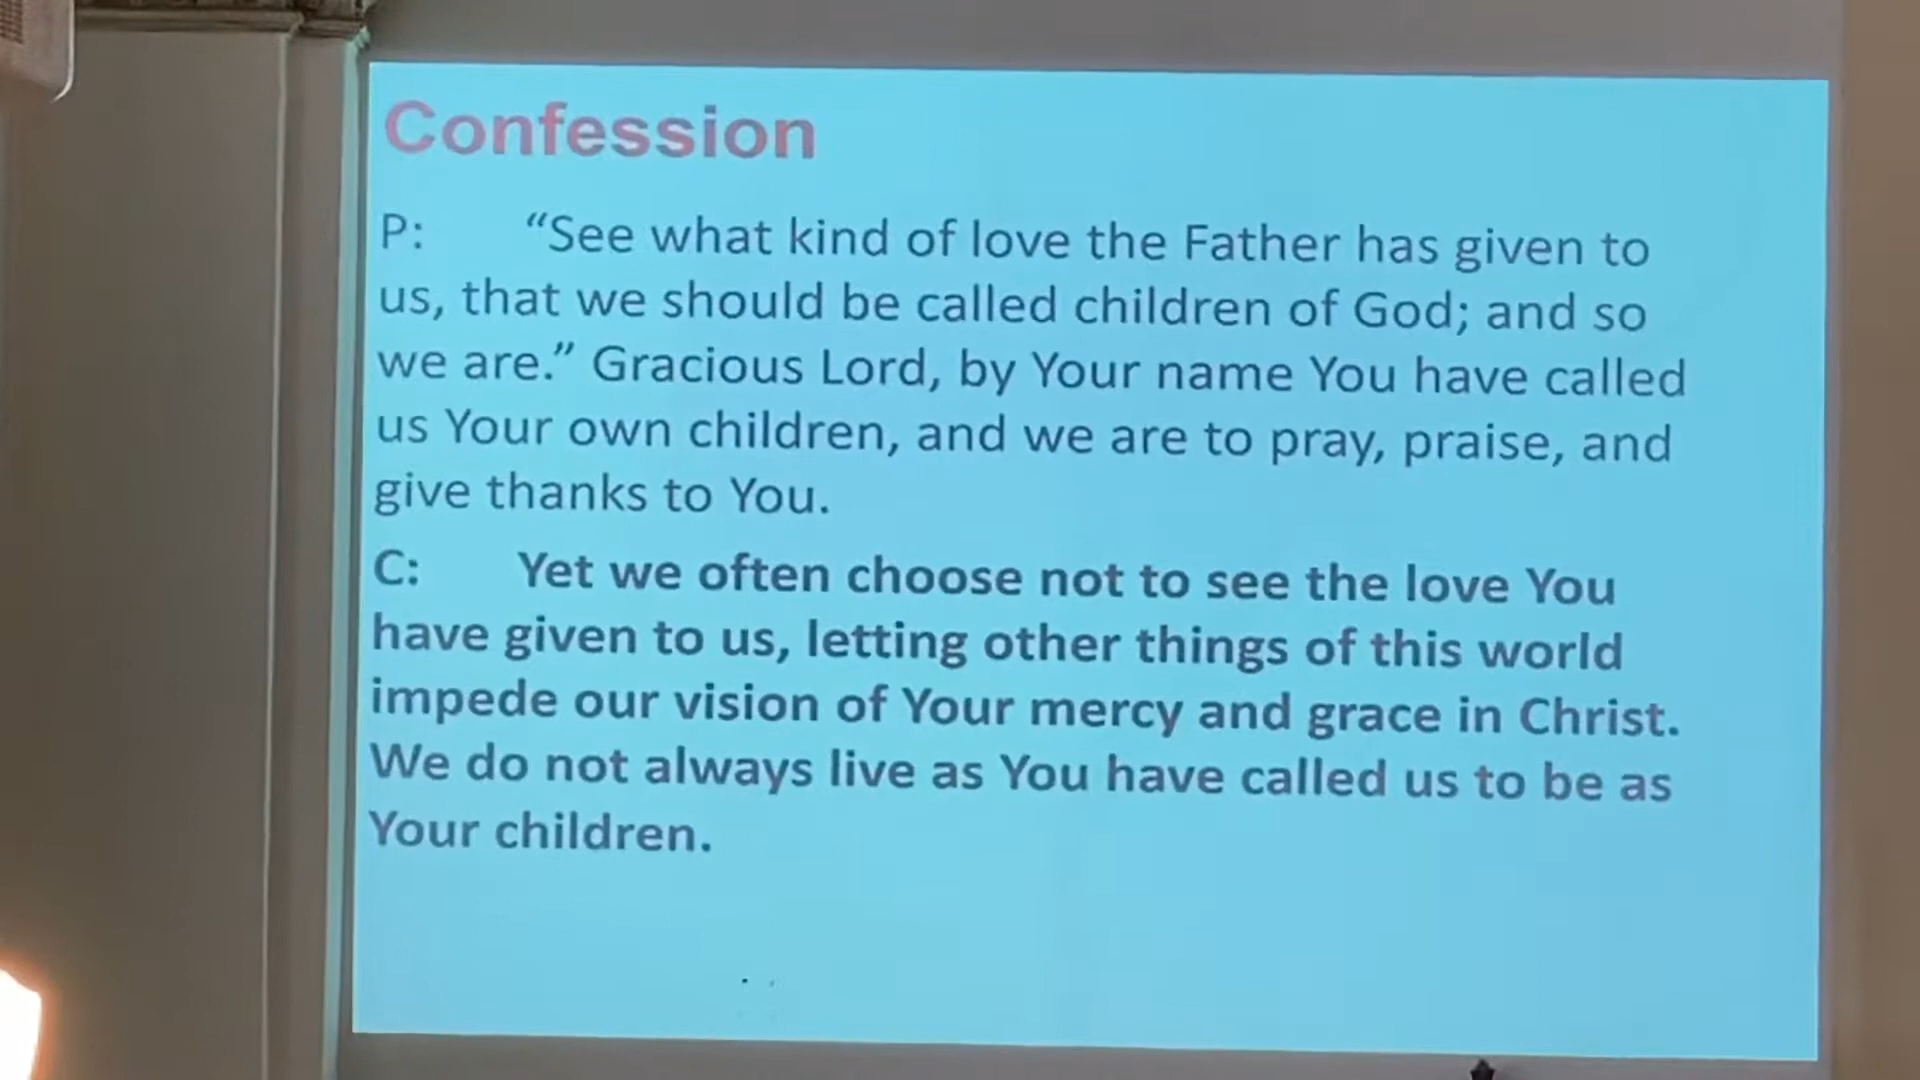 Confession
P: “See what kind of love the Father has given to
us, that we should be called children of God; and so
we are.” Gracious Lord, by Your name You have called
us Your own children, and we are to pray, praise, and
give thanks to You.
C: Yet we often choose not to see the love You
have given to us, letting other things of this world
impede our vision of Your mercy and grace in Christ.
We do not always live as You have called us to be as
Your children.